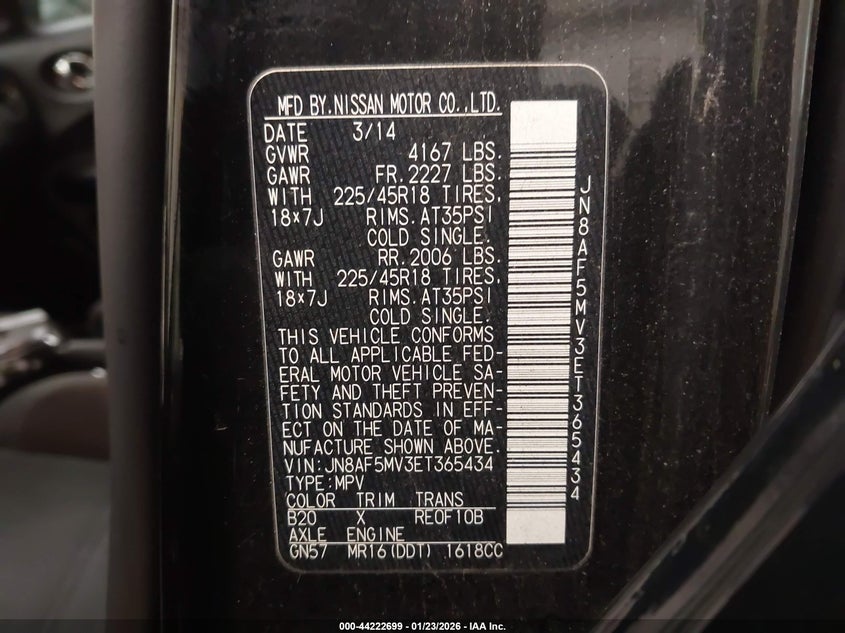 MFD BY.NISSAN MOTOR CO.,LTD.
DATE 3/14
GVWR 4167 LBS.
GAWR FR.2227 LBS.
WITH 225/45R18 TIRES.
18×7J RIMS.AT35PSI
COLD SINGLE.
GAWR RR.2006 LBS.
WITH 225/45R18 TIRES.
18×7J RIMS.AT35PSI
COLD SINGLE.
THIS VEHICLE CONFORMS
TO ALL APPLICABLE FED-
ERAL MOTOR VEHICLE SA-
FETY AND THEFT PREVEN-
TION STANDARDS IN EFF-
ECT ON THE DATE OF MA-
NUFACTURE SHOWN ABOVE.
VIN:JN8AF5MV3ET365434
TYPE:MPV
COLOR TRIM TRANS
B20 X REOF10B
AXLE ENGINE
GN57 MR16(DDT) 1618CC
JN8AF5MV3ET365434
000-44222699 - 01/23/2026 - IAA Inc.